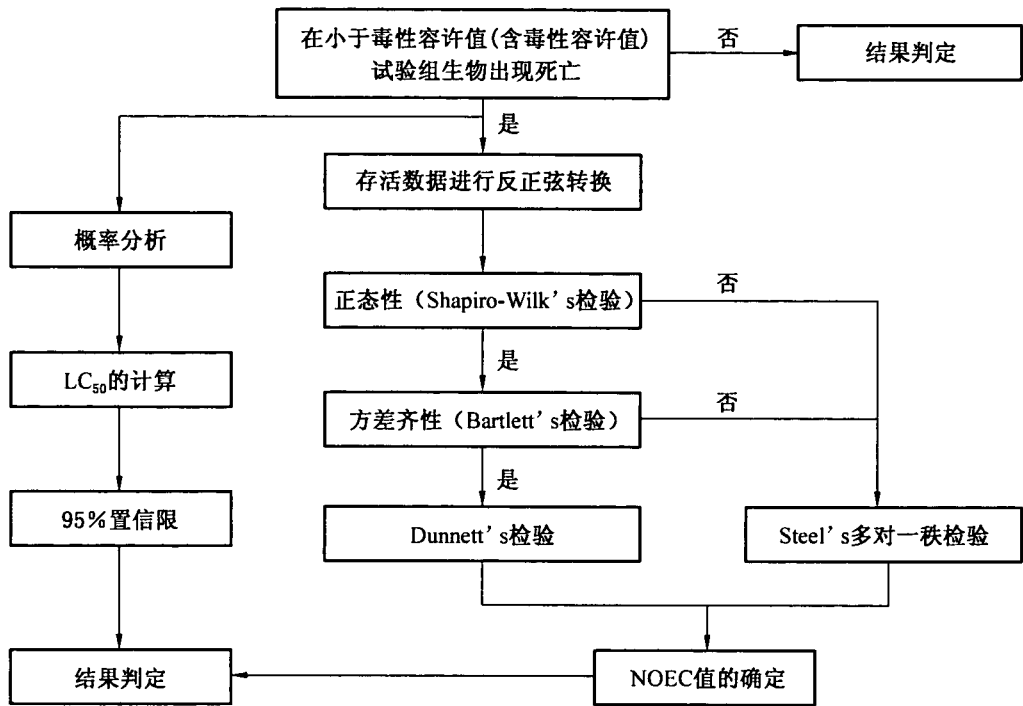 在小于毒性容许值(含毒性容许值)
试验组生物出现死亡
否
结果判定
是
存活数据进行反正弦转换
概率分析
正态性（Shapiro-Wilk’s检验）
否
是
LC₅₀的计算
方差齐性（Bartlett’s检验）
否
是
95%置信限
Dunnett’s检验
Steel’s多对一秩检验
结果判定
NOEC值的确定